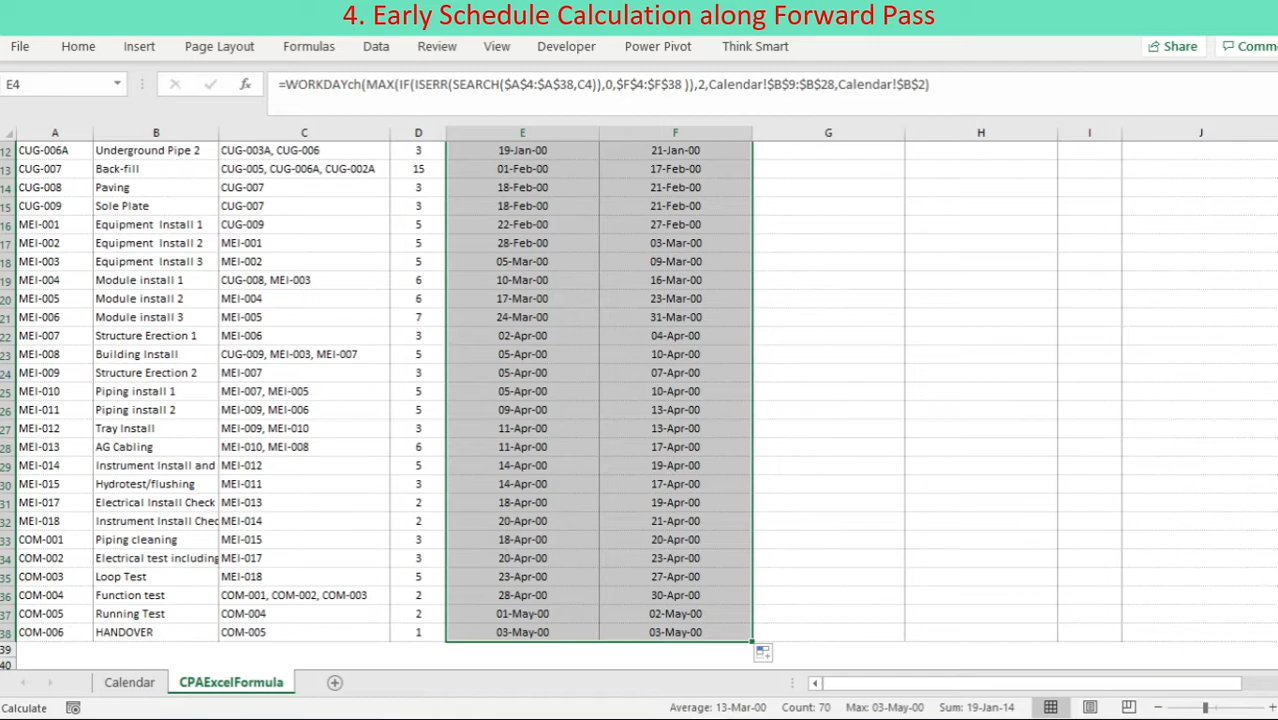 4. Early Schedule Calculation along Forward Pass
File Home Insert Page Layout Formulas Data Review View Developer Power Pivot Think Smart Share Comm
E4 fx =WORKDAYch(MAX(IF(ISERR(SEARCH($A$4:$A$38,C4)),0,$F$4:$F$38 )),2,Calendar!$B$9:$B$28,Calendar!$B$2)
A B C D E F G H I J
12 CUG-006A Underground Pipe 2 CUG-003A, CUG-006 3 19-Jan-00 21-Jan-00
13 CUG-007 Back-fill CUG-005, CUG-006A, CUG-002A 15 01-Feb-00 17-Feb-00
14 CUG-008 Paving CUG-007 3 18-Feb-00 21-Feb-00
15 CUG-009 Sole Plate CUG-007 3 18-Feb-00 21-Feb-00
16 MEI-001 Equipment Install 1 CUG-009 5 22-Feb-00 27-Feb-00
17 MEI-002 Equipment Install 2 MEI-001 5 28-Feb-00 03-Mar-00
18 MEI-003 Equipment Install 3 MEI-002 5 05-Mar-00 09-Mar-00
19 MEI-004 Module install 1 CUG-008, MEI-003 6 10-Mar-00 16-Mar-00
20 MEI-005 Module install 2 MEI-004 6 17-Mar-00 23-Mar-00
21 MEI-006 Module install 3 MEI-005 7 24-Mar-00 31-Mar-00
22 MEI-007 Structure Erection 1 MEI-006 3 02-Apr-00 04-Apr-00
23 MEI-008 Building Install CUG-009, MEI-003, MEI-007 5 05-Apr-00 10-Apr-00
24 MEI-009 Structure Erection 2 MEI-007 3 05-Apr-00 07-Apr-00
25 MEI-010 Piping install 1 MEI-007, MEI-005 5 05-Apr-00 10-Apr-00
26 MEI-011 Piping install 2 MEI-009, MEI-006 5 09-Apr-00 13-Apr-00
27 MEI-012 Tray Install MEI-009, MEI-010 3 11-Apr-00 13-Apr-00
28 MEI-013 AG Cabling MEI-010, MEI-008 6 11-Apr-00 17-Apr-00
29 MEI-014 Instrument Install and MEI-012 5 14-Apr-00 19-Apr-00
30 MEI-015 Hydrotest/flushing MEI-011 3 14-Apr-00 17-Apr-00
31 MEI-017 Electrical Install Check MEI-013 2 18-Apr-00 19-Apr-00
32 MEI-018 Instrument Install Chec MEI-014 2 20-Apr-00 21-Apr-00
33 COM-001 Piping cleaning MEI-015 3 18-Apr-00 20-Apr-00
34 COM-002 Electrical test including MEI-017 3 20-Apr-00 23-Apr-00
35 COM-003 Loop Test MEI-018 5 23-Apr-00 27-Apr-00
36 COM-004 Function test COM-001, COM-002, COM-003 2 28-Apr-00 30-Apr-00
37 COM-005 Running Test COM-004 2 01-May-00 02-May-00
38 COM-006 HANDOVER COM-005 1 03-May-00 03-May-00
39
40
Calendar CPAExcelFormula
Calculate Average: 13-Mar-00 Count: 70 Max: 03-May-00 Sum: 19-Jan-14